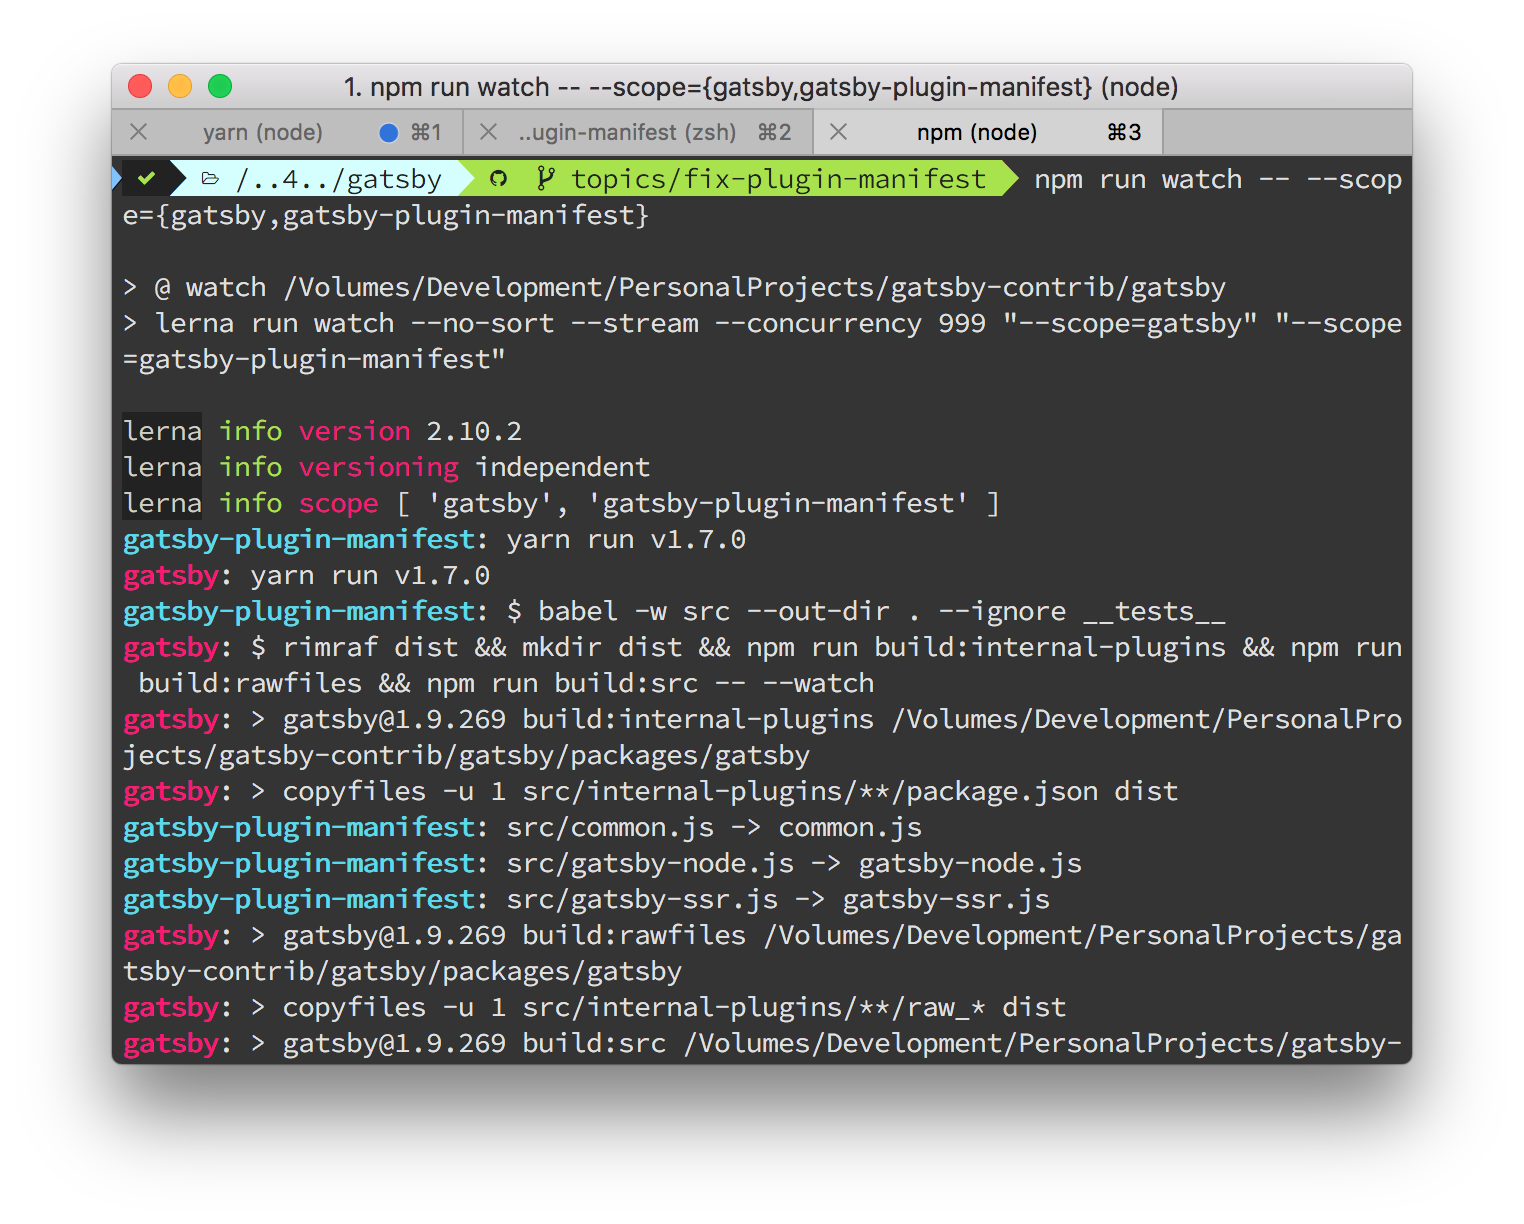 1. npm run watch -- --scope={gatsby,gatsby-plugin-manifest} (node)
yarn (node) ⌘1 ..ugin-manifest (zsh) ⌘2 npm (node) ⌘3
/..4../gatsby topics/fix-plugin-manifest npm run watch -- --scop
e={gatsby,gatsby-plugin-manifest}
> @ watch /Volumes/Development/PersonalProjects/gatsby-contrib/gatsby
> lerna run watch --no-sort --stream --concurrency 999 "--scope=gatsby" "--scope
=gatsby-plugin-manifest"
lerna info version 2.10.2
lerna info versioning independent
lerna info scope [ 'gatsby', 'gatsby-plugin-manifest' ]
gatsby-plugin-manifest: yarn run v1.7.0
gatsby: yarn run v1.7.0
gatsby-plugin-manifest: $ babel -w src --out-dir . --ignore __tests__
gatsby: $ rimraf dist && mkdir dist && npm run build:internal-plugins && npm run
 build:rawfiles && npm run build:src -- --watch
gatsby: > gatsby@1.9.269 build:internal-plugins /Volumes/Development/PersonalPro
jects/gatsby-contrib/gatsby/packages/gatsby
gatsby: > copyfiles -u 1 src/internal-plugins/**/package.json dist
gatsby-plugin-manifest: src/common.js -> common.js
gatsby-plugin-manifest: src/gatsby-node.js -> gatsby-node.js
gatsby-plugin-manifest: src/gatsby-ssr.js -> gatsby-ssr.js
gatsby: > gatsby@1.9.269 build:rawfiles /Volumes/Development/PersonalProjects/ga
tsby-contrib/gatsby/packages/gatsby
gatsby: > copyfiles -u 1 src/internal-plugins/**/raw_* dist
gatsby: > gatsby@1.9.269 build:src /Volumes/Development/PersonalProjects/gatsby-